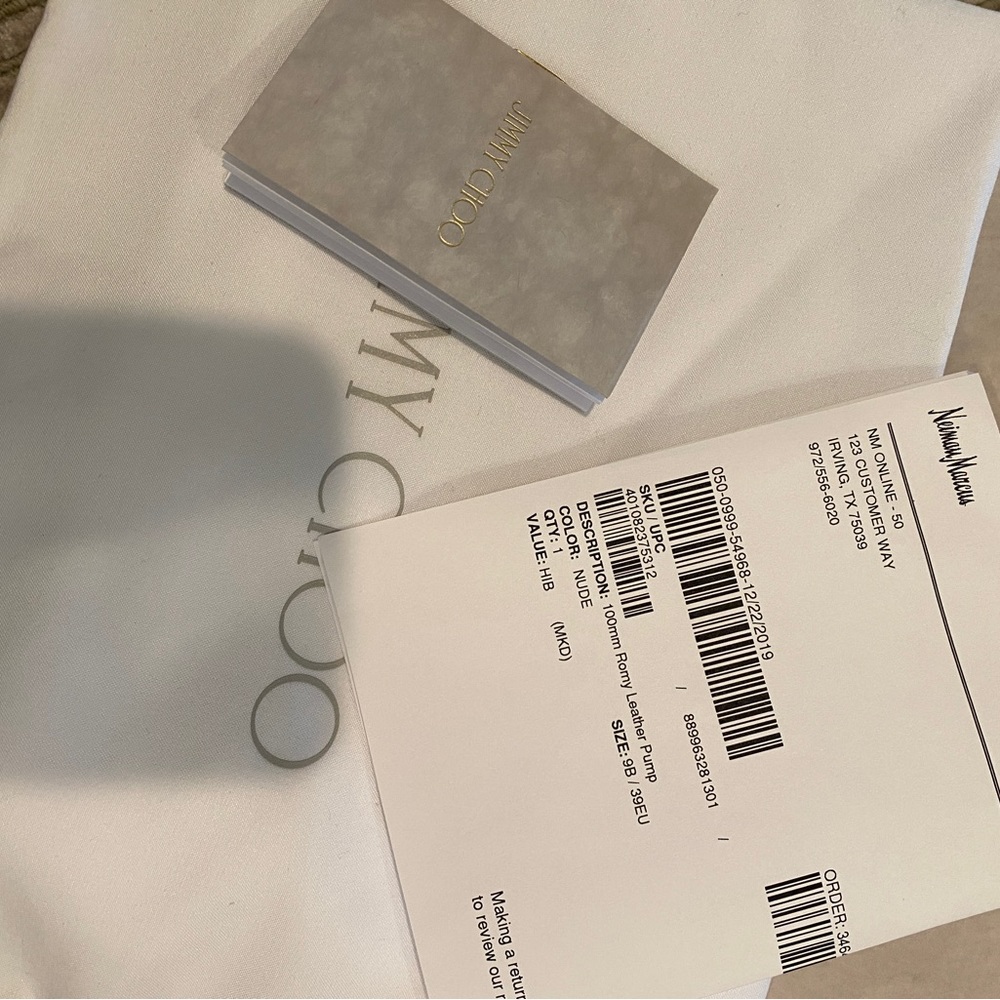 JIMMY CHOO
MMY CHOO
Neiman Marcus
NM ONLINE - 50
123 CUSTOMER WAY
IRVING, TX 75039
972/556-6020
050-0999-54968-12/22/2019
SKU / UPC / 889963281301 /
401082375312
DESCRIPTION: 100mm Romy Leather Pump
COLOR: NUDE SIZE: 9B / 39EU
QTY: 1 (MKD)
VALUE: HIB
ORDER: 346
Making a return
to review our r